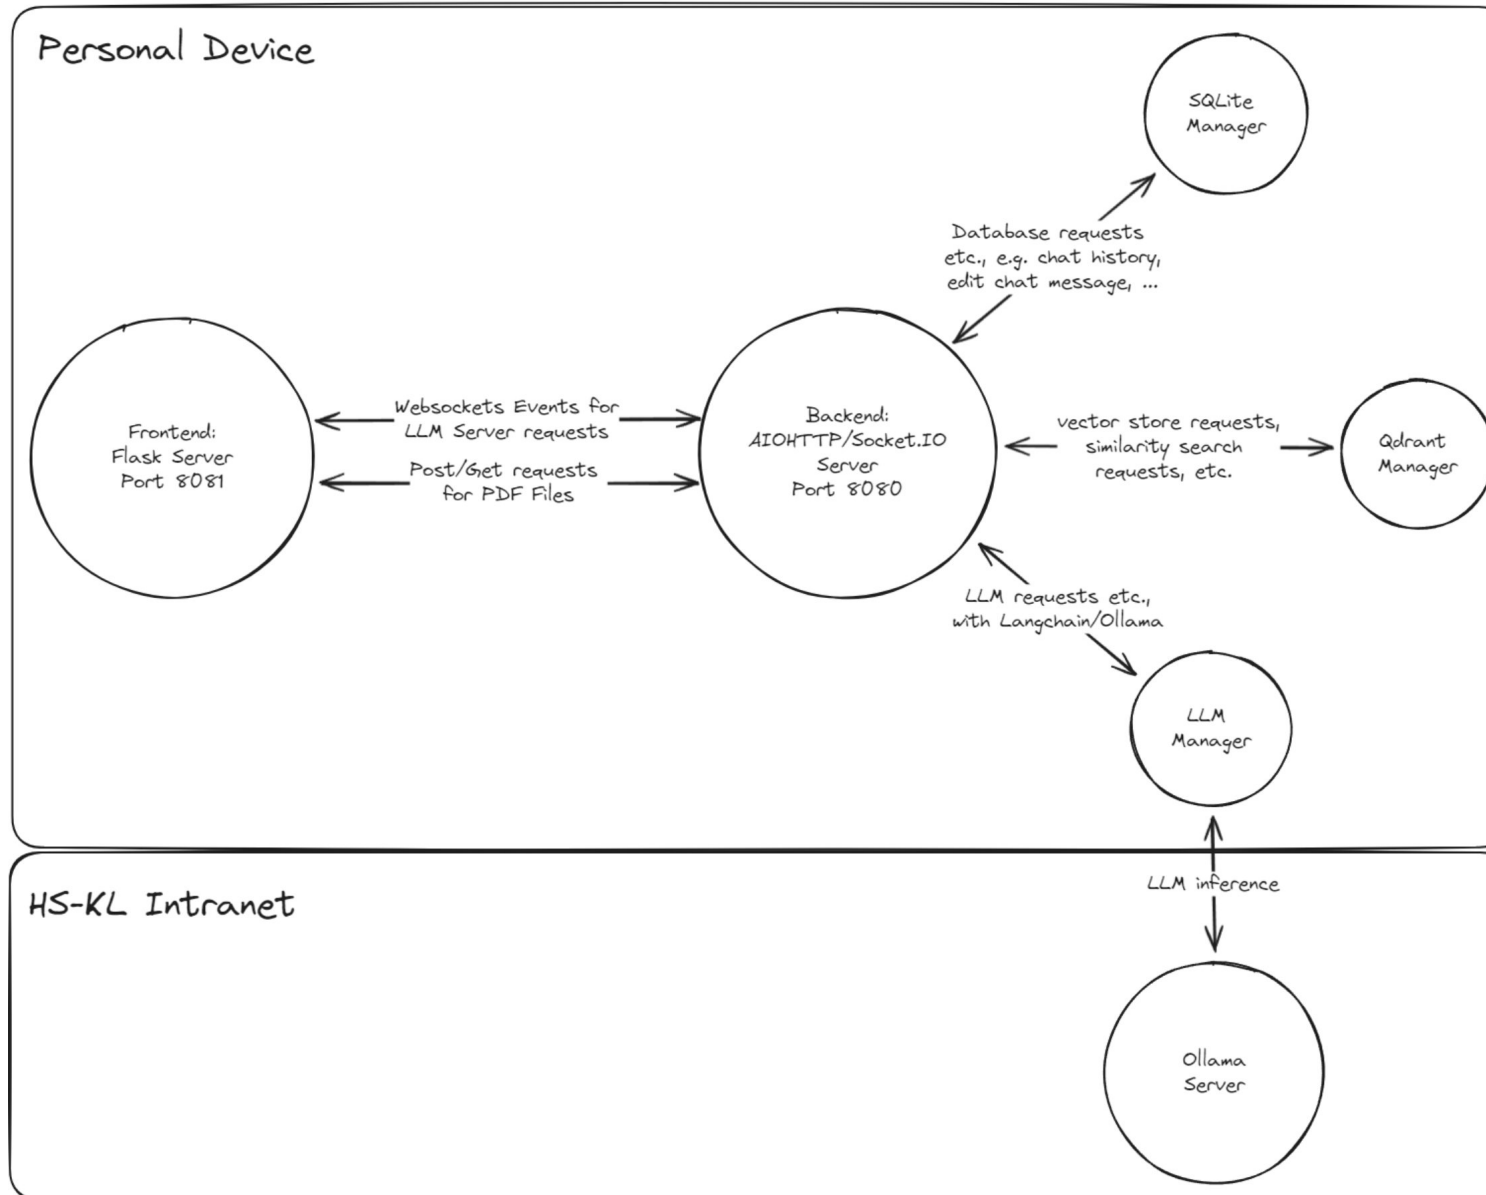 Personal Device
SQLite
Manager
Database requests
etc., e.g. chat history,
edit chat message, ...
Frontend:
Flask Server
Port 8081
Websockets Events for
LLM Server requests
Post/Get requests
for PDF Files
Backend:
AIOHTTP/Socket.IO
Server
Port 8080
vector store requests,
similarity search
requests, etc.
Qdrant
Manager
LLM requests etc.,
with Langchain/Ollama
LLM
Manager
HS-KL Intranet
LLM inference
Ollama
Server